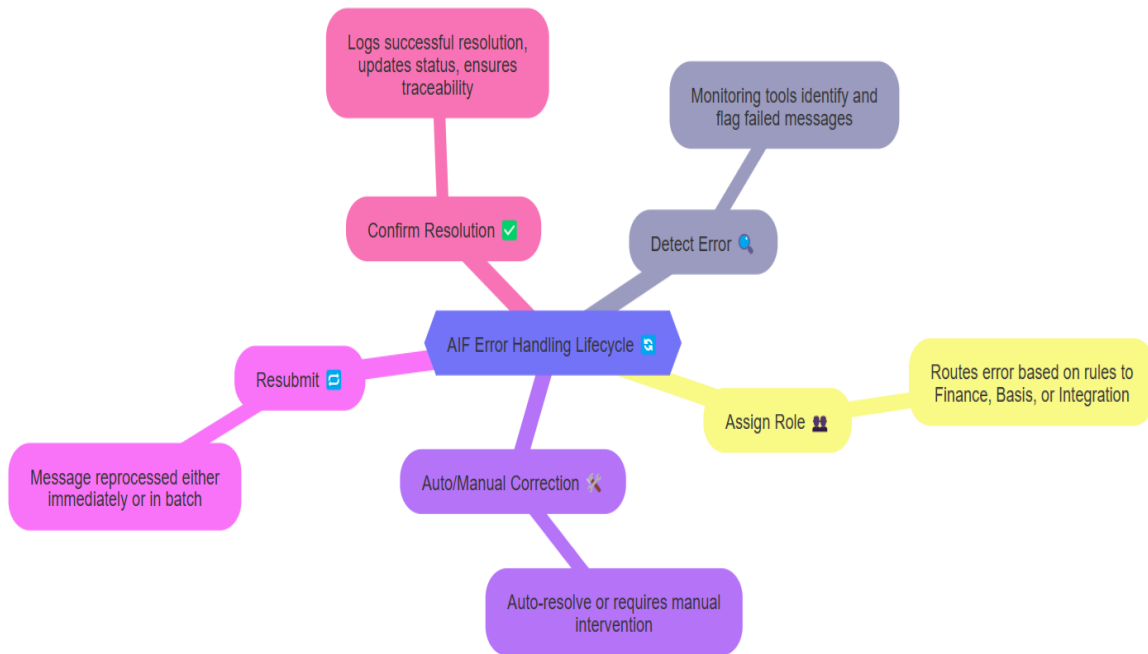 Logs successful resolution,
updates status, ensures
traceability
Monitoring tools identify and
flag failed messages
Confirm Resolution ✅
Detect Error 🔍
AIF Error Handling Lifecycle 🔄
Resubmit 🔁
Routes error based on rules to
Finance, Basis, or Integration
Assign Role 👥
Auto/Manual Correction 🛠️
Message reprocessed either
immediately or in batch
Auto-resolve or requires manual
intervention